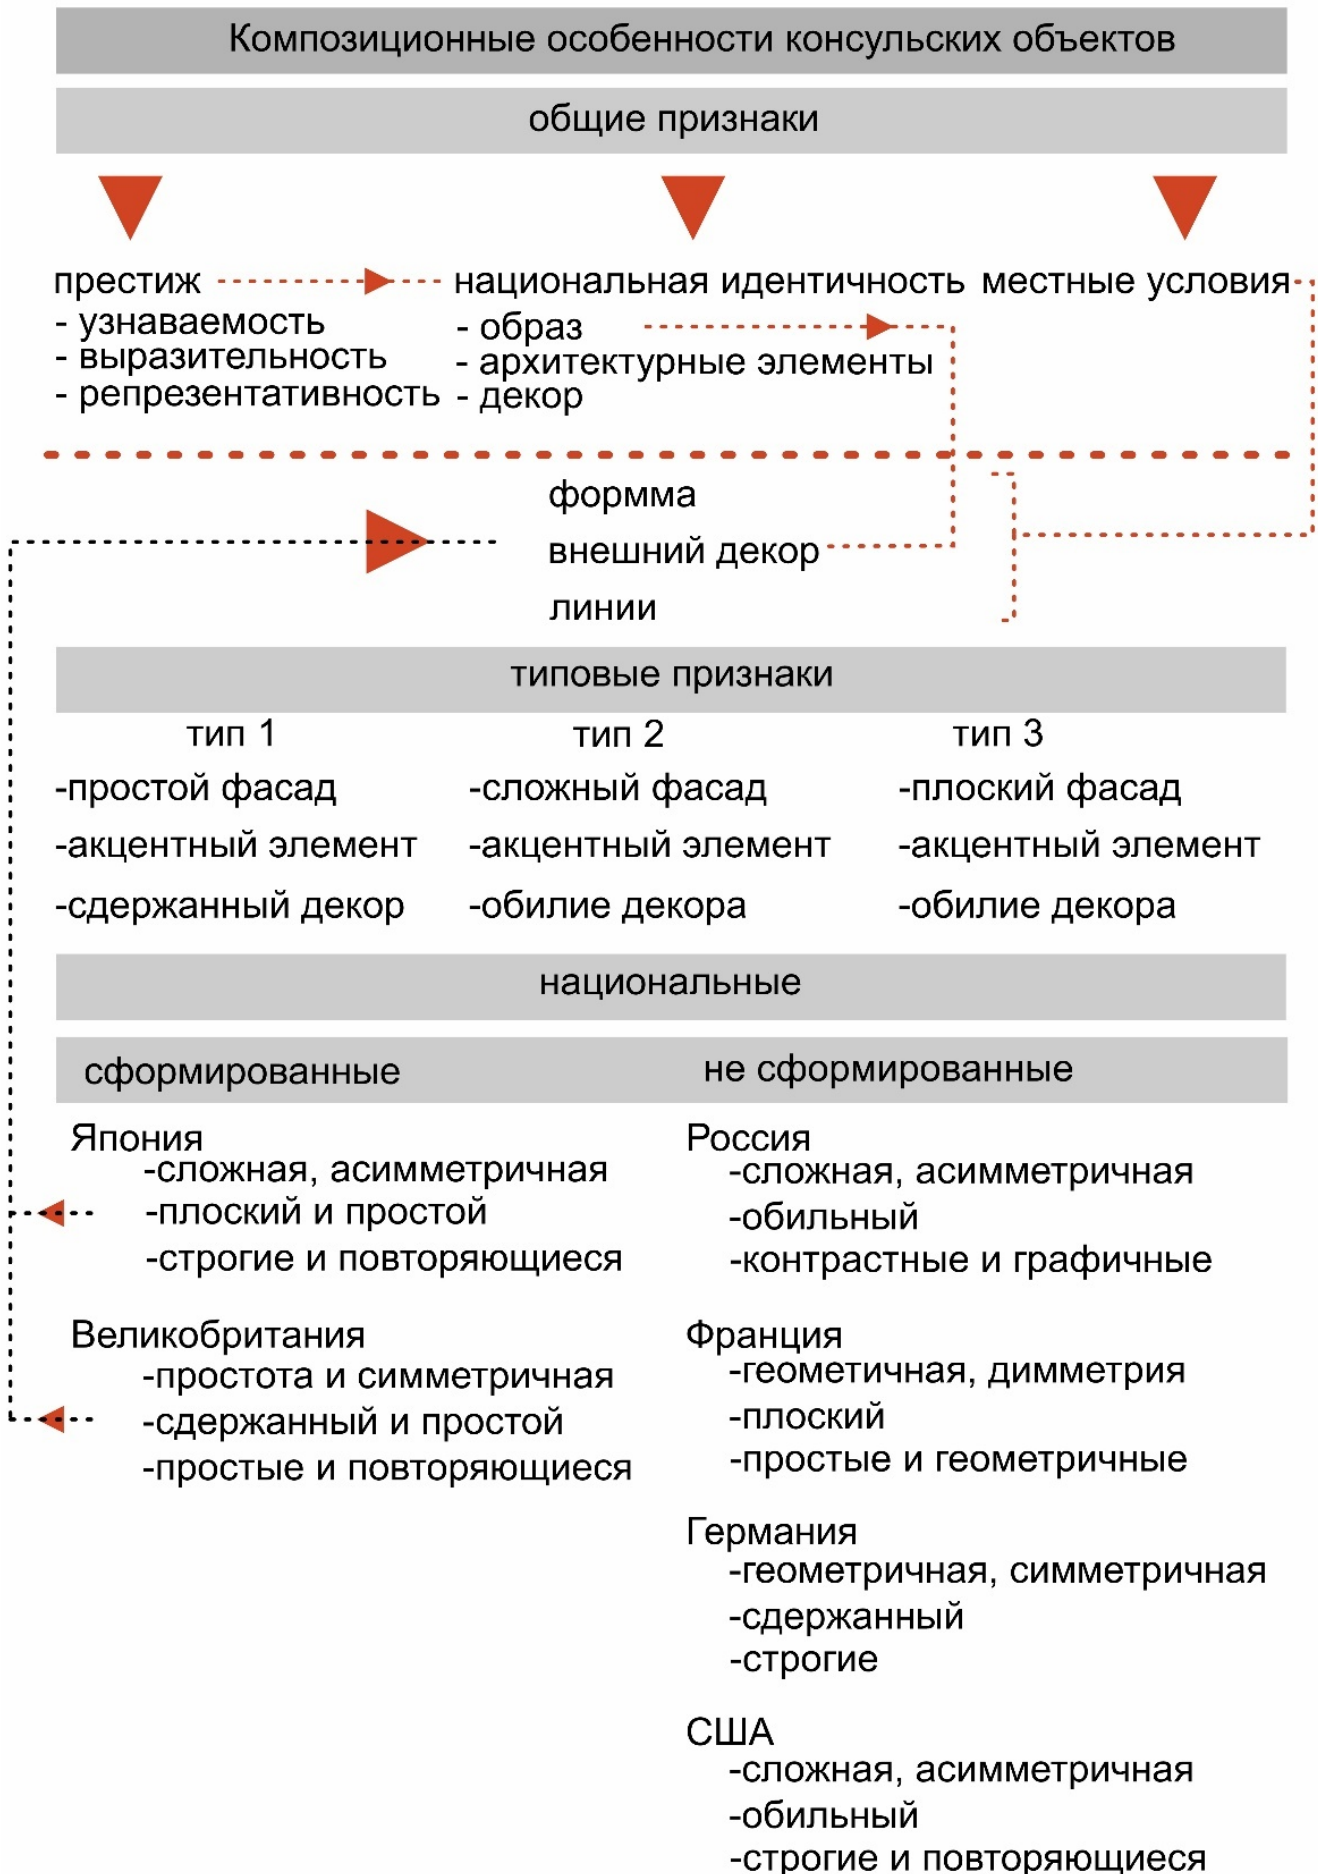 Композиционные особенности консульских объектов
общие признаки
престиж
- узнаваемость
- выразительность
- репрезентативность
национальная идентичность
- образ
- архитектурные элементы
- декор
местные условия
формма
внешний декор
линии
типовые признаки
тип 1
-простой фасад
-акцентный элемент
-сдержанный декор
тип 2
-сложный фасад
-акцентный элемент
-обилие декора
тип 3
-плоский фасад
-акцентный элемент
-обилие декора
национальные
сформированные
Япония
-сложная, асимметричная
-плоский и простой
-строгие и повторяющиеся
Великобритания
-простота и симметричная
-сдержанный и простой
-простые и повторяющиеся
не сформированные
Россия
-сложная, асимметричная
-обильный
-контрастные и графичные
Франция
-геометичная, димметрия
-плоский
-простые и геометричные
Германия
-геометричная, симметричная
-сдержанный
-строгие
США
-сложная, асимметричная
-обильный
-строгие и повторяющиеся